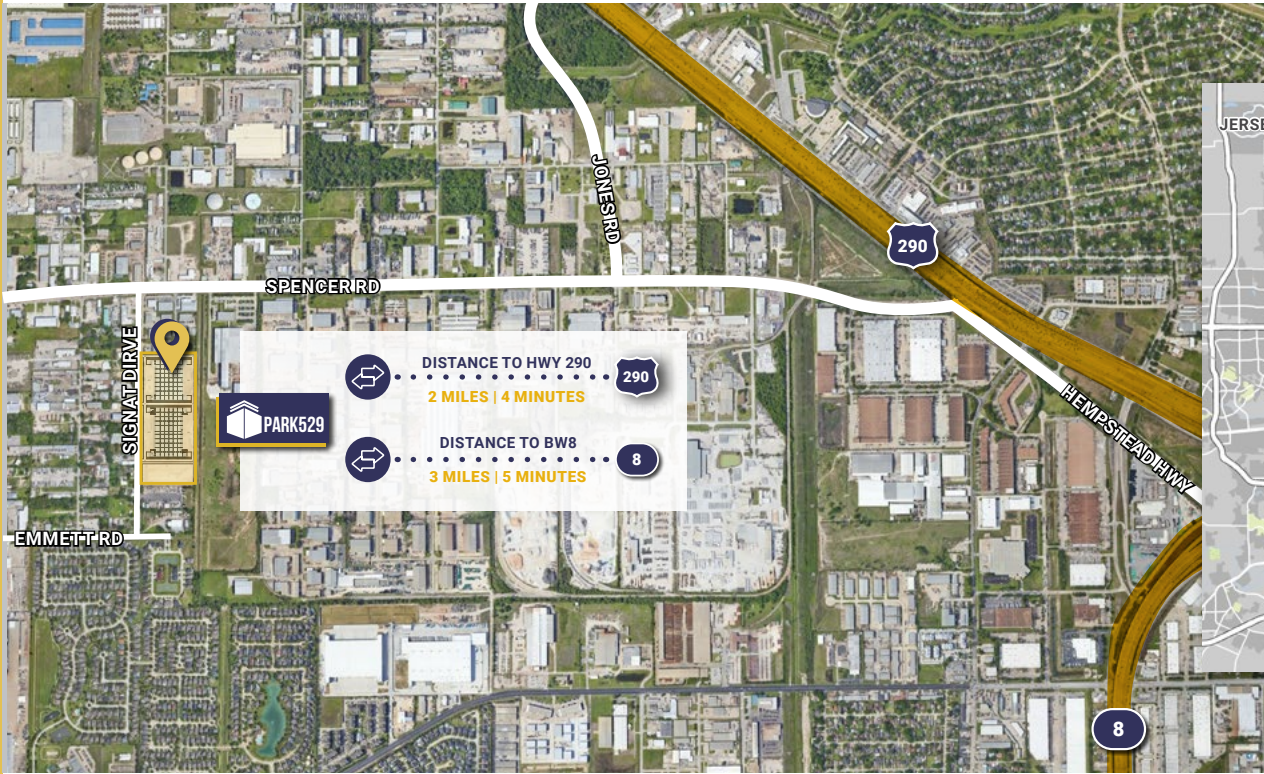 JERSE
JONES RD
290
SPENCER RD
SIGNAT DIRVE
DISTANCE TO HWY 290
290
2 MILES | 4 MINUTES
PARK529
DISTANCE TO BW8
8
3 MILES | 5 MINUTES
HEMPSTEAD HWY
EMMETT RD
8